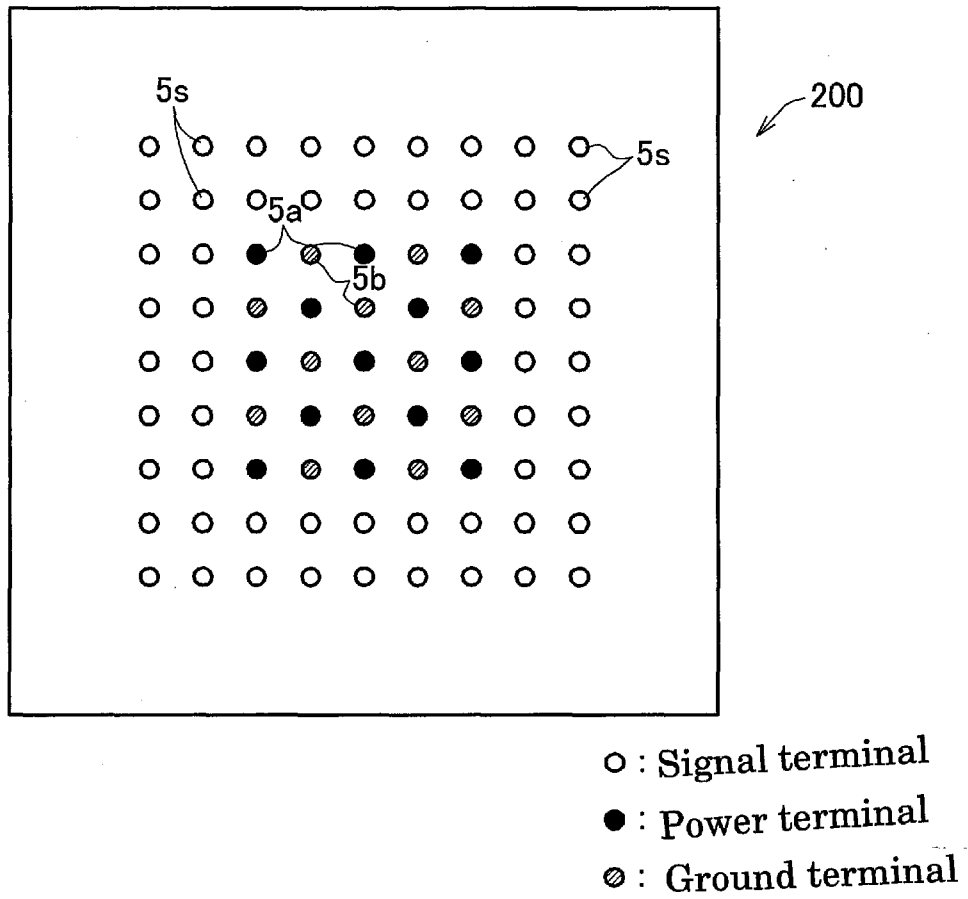 5s
200
5s
5a
5b
: Signal terminal
: Power terminal
: Ground terminal